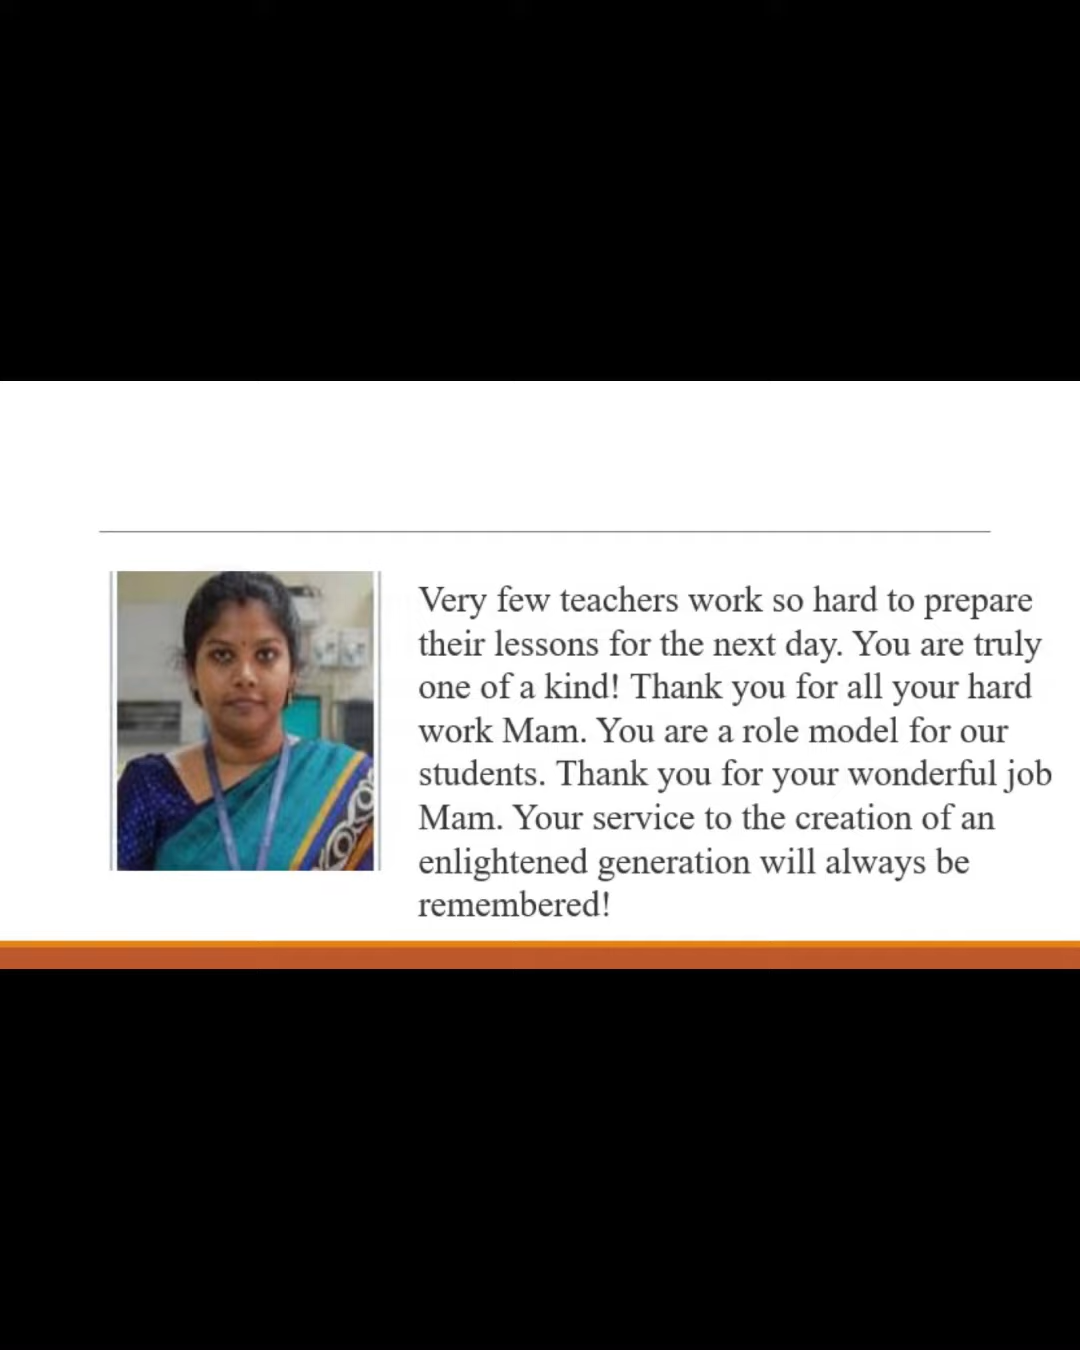 Very few teachers work so hard to prepare
their lessons for the next day. You are truly
one of a kind! Thank you for all your hard
work Mam. You are a role model for our
students. Thank you for your wonderful job
Mam. Your service to the creation of an
enlightened generation will always be
remembered!